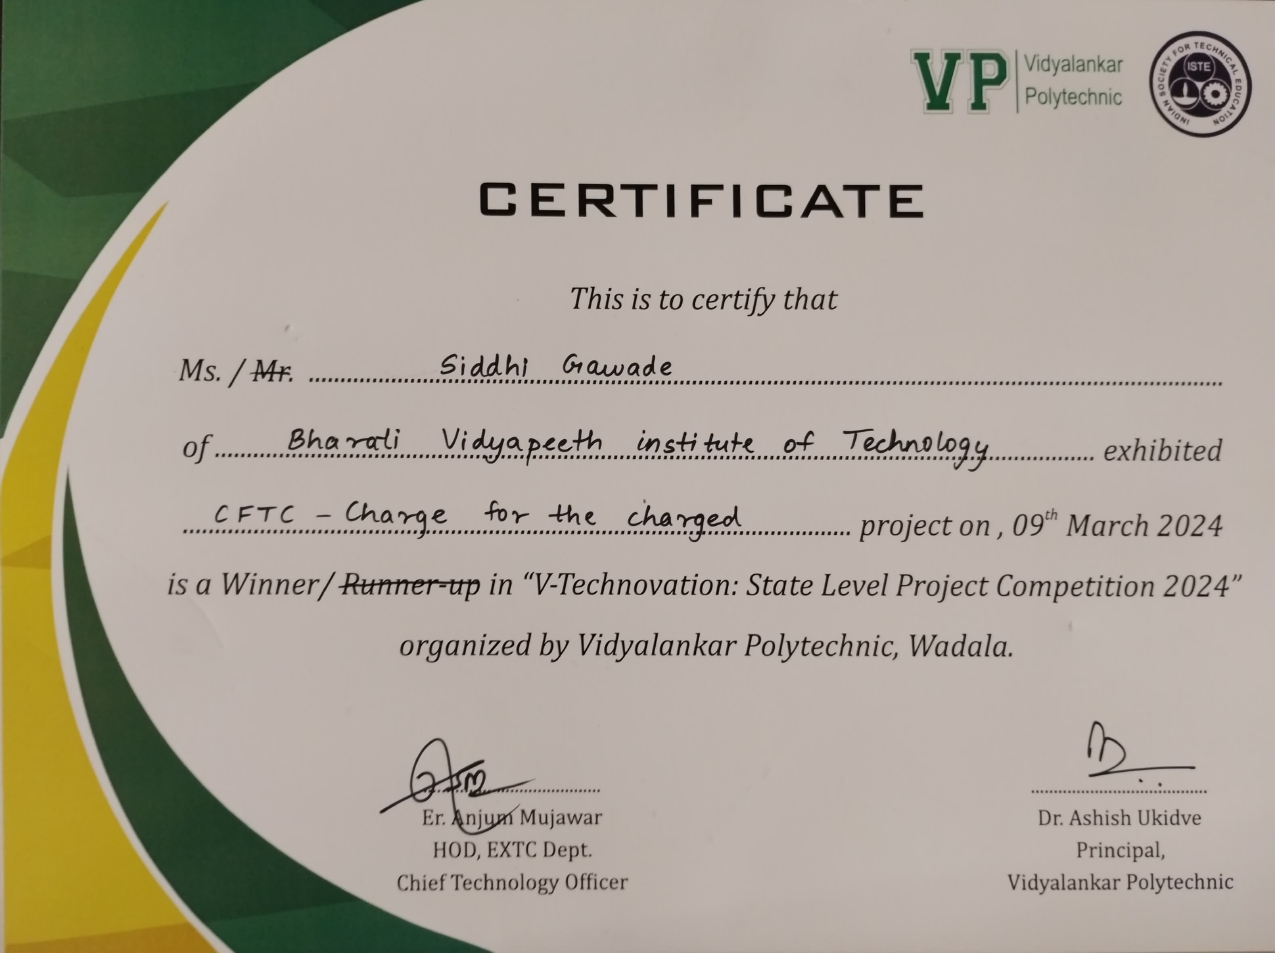 VP Vidyalankar
Polytechnic
INDIAN SOCIETY FOR TECHNICAL EDUCATION
ISTE
CERTIFICATE
This is to certify that
Ms. / Mr. Siddhi Gawade
of Bharati Vidyapeeth institute of Technology exhibited
CFTC - Charge for the charged project on , 09th March 2024
is a Winner/ Runner-up in “V-Technovation: State Level Project Competition 2024”
organized by Vidyalankar Polytechnic, Wadala.
Er. Anjum Mujawar
HOD, EXTC Dept.
Chief Technology Officer
Dr. Ashish Ukidve
Principal,
Vidyalankar Polytechnic